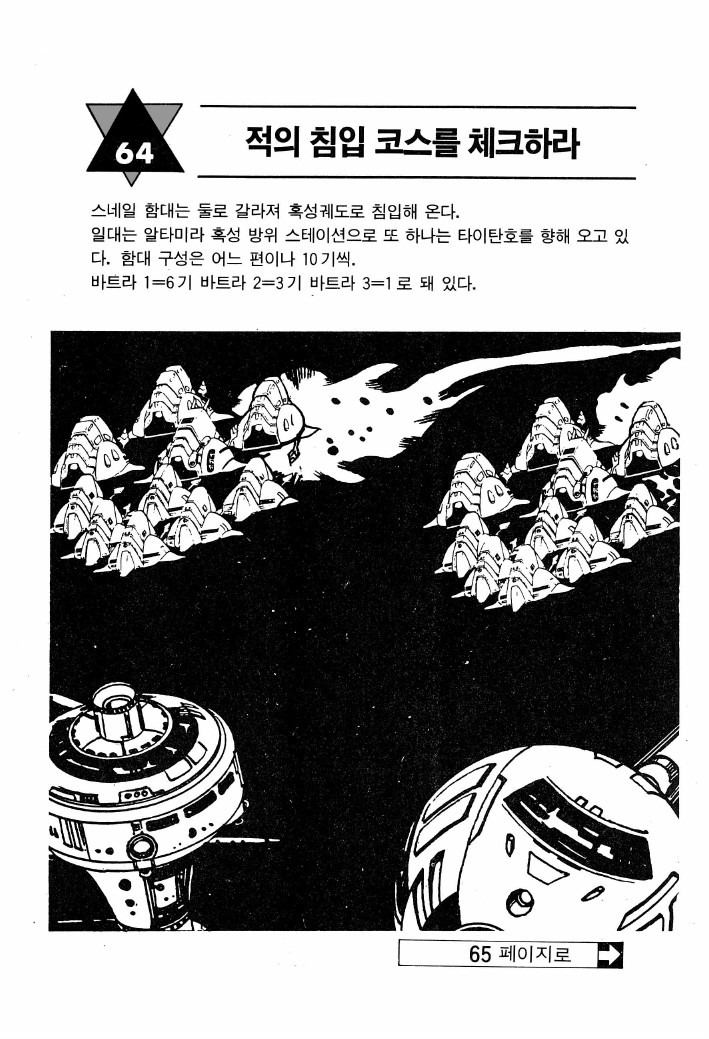 64
적의 침입 코스를 체크하라
스네일 함대는 둘로 갈라져 혹성궤도로 침입해 온다.
일대는 알타미라 혹성 방위 스테이션으로 또 하나는 타이탄호를 향해 오고 있
다. 함대 구성은 어느 편이나 10기씩.
바트라 1=6기 바트라 2=3기 바트라 3=1로 돼 있다.
65 페이지로